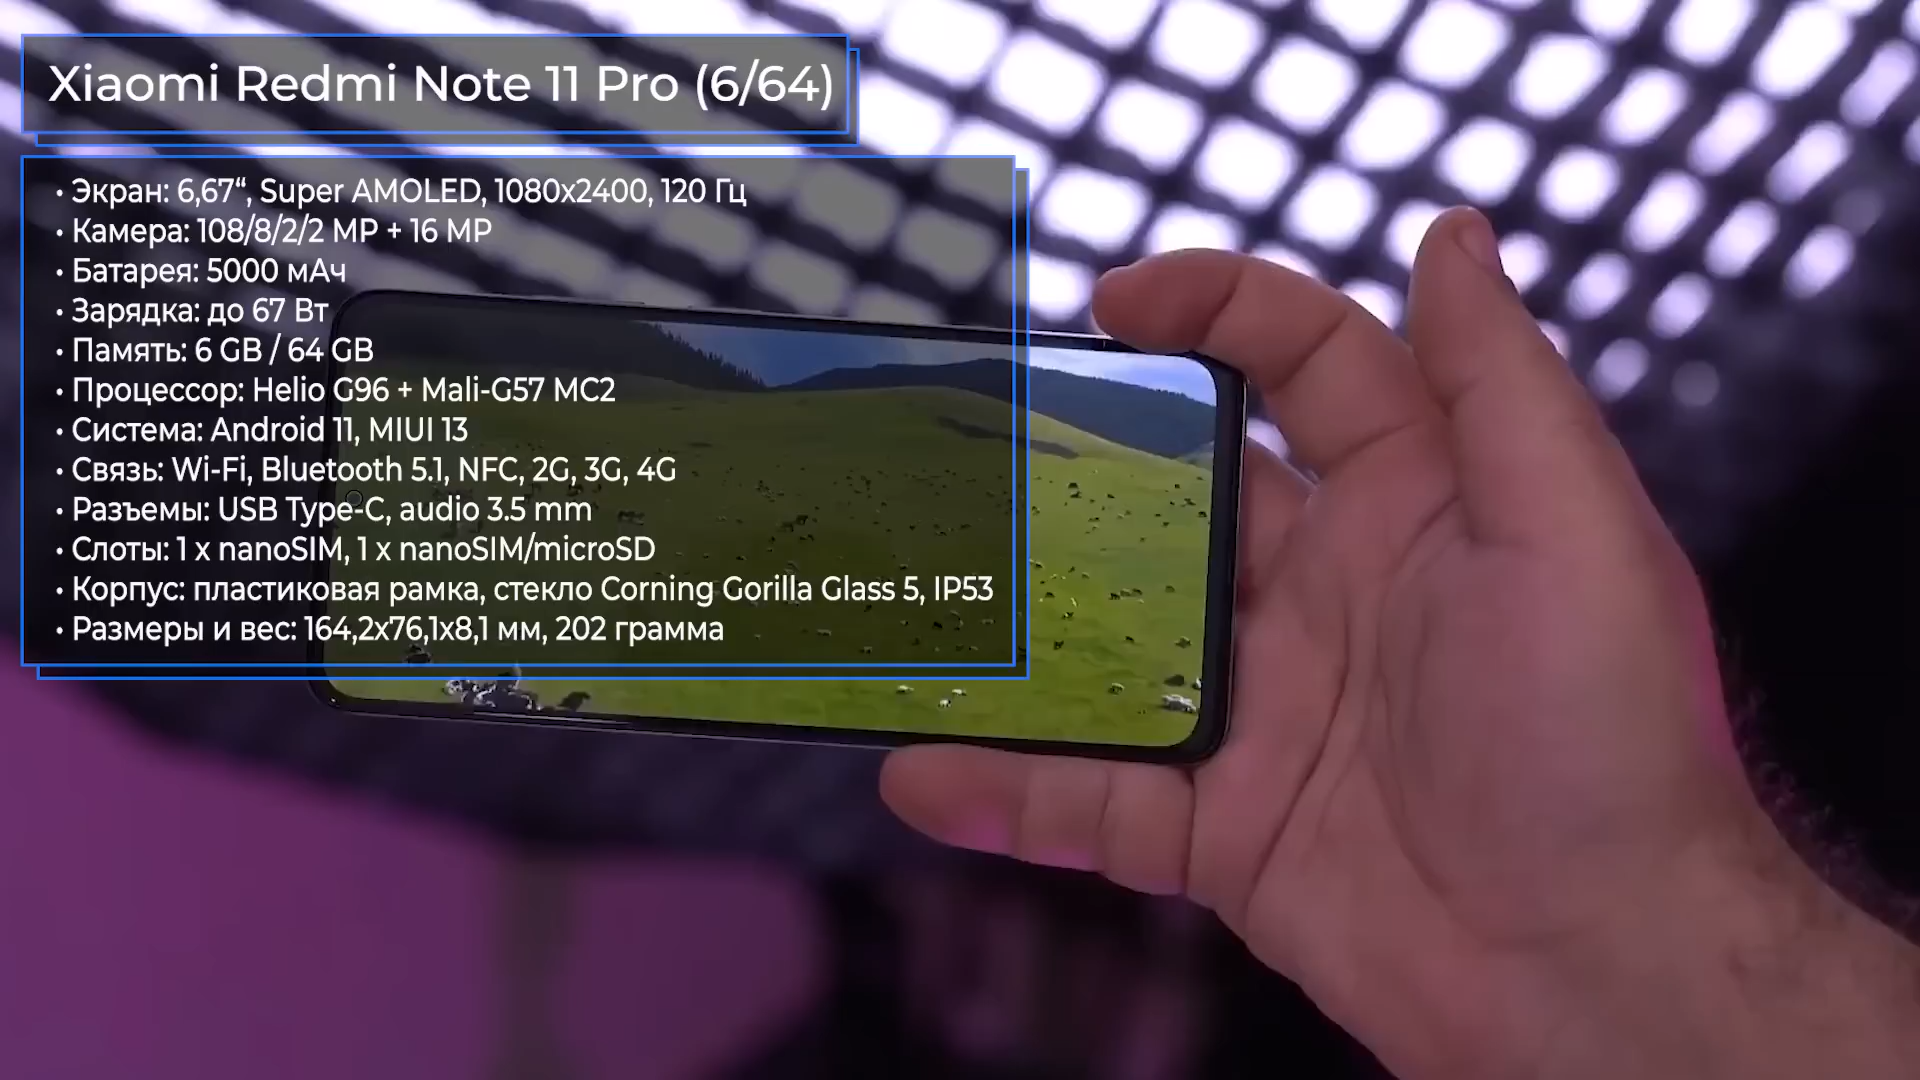 Xiaomi Redmi Note 11 Pro (6/64)
• Экран: 6,67“, Super AMOLED, 1080x2400, 120 Гц
• Камера: 108/8/2/2 MP + 16 MP
• Батарея: 5000 мАч
• Зарядка: до 67 Вт
• Память: 6 GB / 64 GB
• Процессор: Helio G96 + Mali-G57 MC2
• Система: Android 11, MIUI 13
• Связь: Wi-Fi, Bluetooth 5.1, NFC, 2G, 3G, 4G
• Разъемы: USB Type-C, audio 3.5 mm
• Слоты: 1 x nanoSIM, 1 x nanoSIM/microSD
• Корпус: пластиковая рамка, стекло Corning Gorilla Glass 5, IP53
• Размеры и вес: 164,2x76,1x8,1 мм, 202 грамма